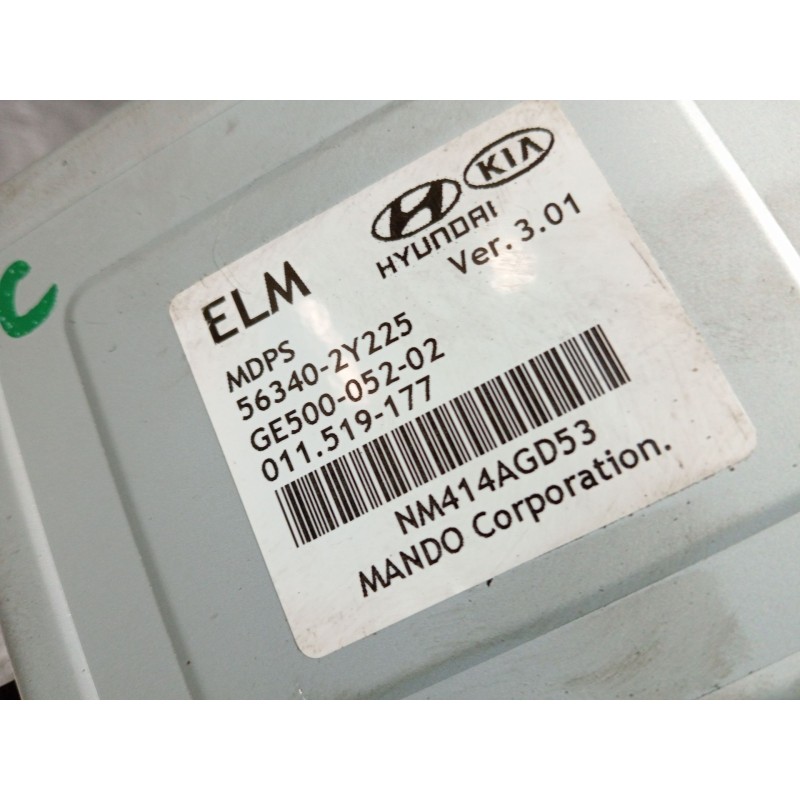 C
KIA
HYUNDAI
Ver. 3.01
ELM
MDPS
56340-2Y225
GE500-052-02
011.519-177
NM414AGD53
MANDO Corporation.